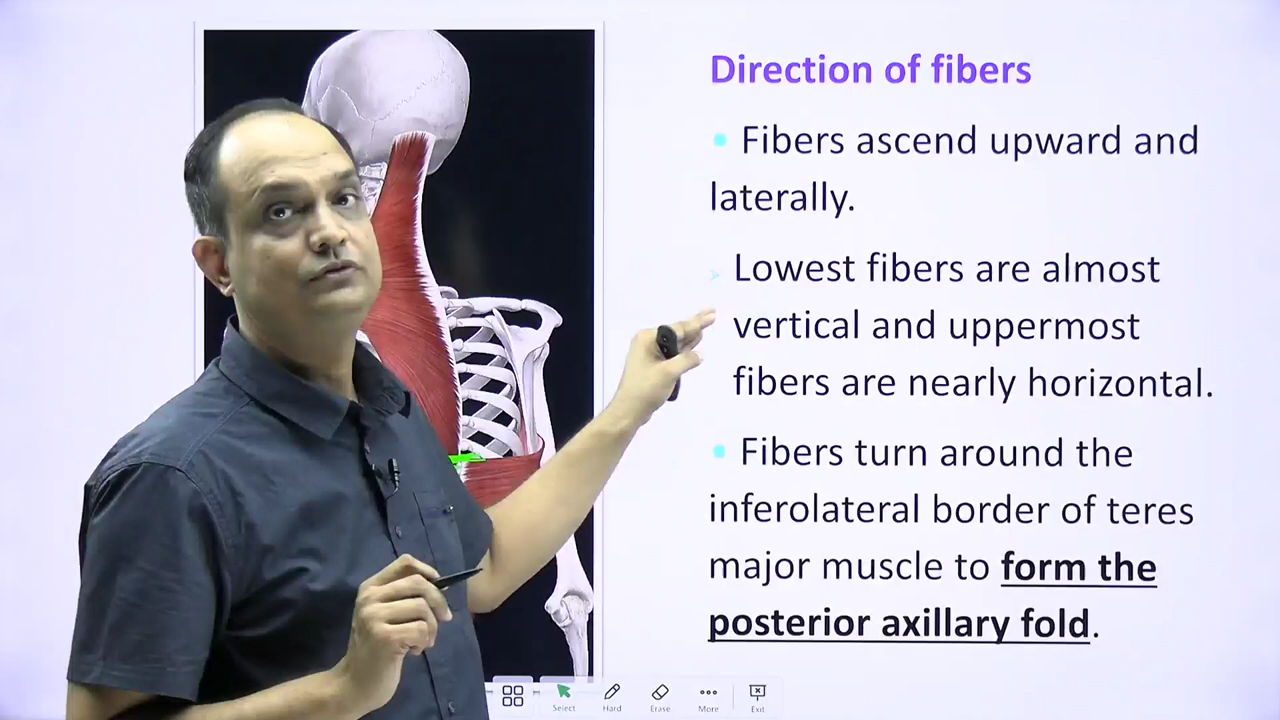 Direction of fibers
• Fibers ascend upward and
laterally.
➢ Lowest fibers are almost
vertical and uppermost
fibers are nearly horizontal.
• Fibers turn around the
inferolateral border of teres
major muscle to form the
posterior axillary fold.
Select Hard Erase More Exit